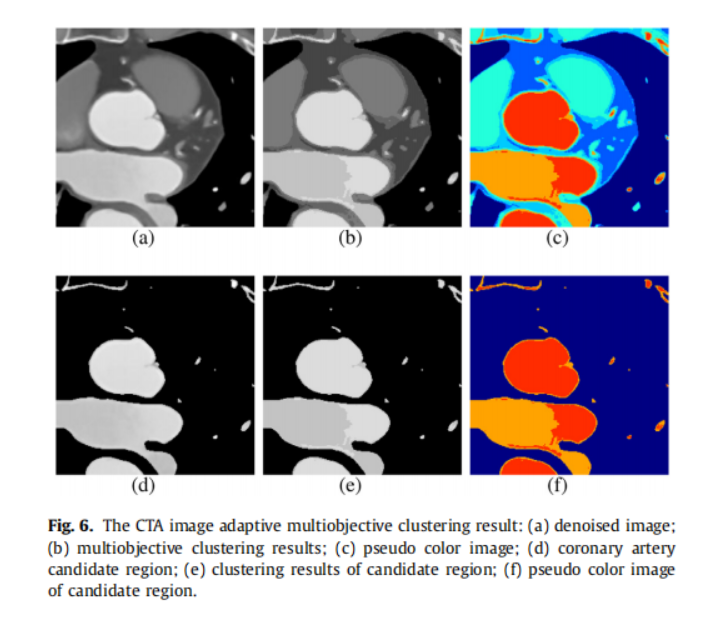 (a) (b) (c)
(d) (e) (f)
Fig. 6. The CTA image adaptive multiobjective clustering result: (a) denoised image;
(b) multiobjective clustering results; (c) pseudo color image; (d) coronary artery
candidate region; (e) clustering results of candidate region; (f) pseudo color image
of candidate region.